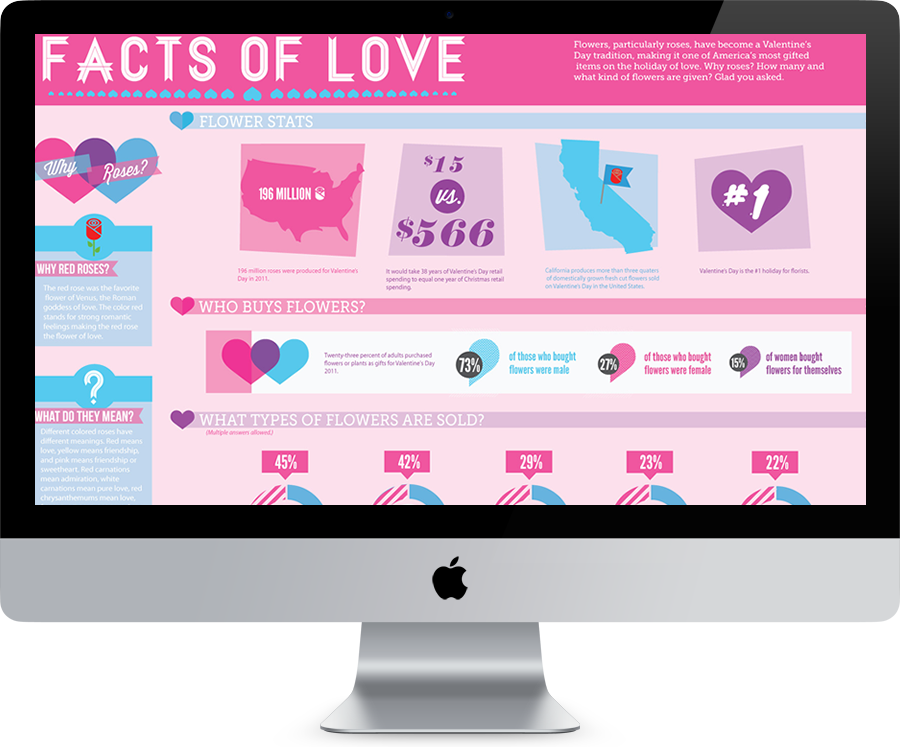 FACTS OF LOVE
Flowers, particularly roses, have become a Valentine's
Day tradition, making it one of America's most gifted
items on the holiday of love. Why roses? How many and
what kind of flowers are given? Glad you asked.
Why Roses?
WHY RED ROSES?
The red rose was the favorite
flower of Venus, the Roman
goddess of love. The color red
stands for strong romantic
feelings making the red rose
the flower of love.
?
WHAT DO THEY MEAN?
Different colored roses have
different meanings. Red means
love, yellow means friendship,
and pink means friendship or
sweetheart. Red carnations
mean admiration, white
carnations mean pure love, red
chrysanthemums mean love,
FLOWER STATS
196 MILLION
196 million roses were produced for Valentine's
Day in 2011.
$15
vs.
$566
It would take 38 years of Valentine's Day retail
spending to equal one year of Christmas retail
spending.
California produces more than three quaters
of domestically grown fresh cut flowers sold
on Valentine's Day in the United States.
#1
Valentine's Day is the #1 holiday for florists.
WHO BUYS FLOWERS?
Twenty-three percent of adults purchased
flowers or plants as gifts for Valentine's Day
2011.
73%
of those who bought
flowers were male
27%
of those who bought
flowers were female
15%
of women bought
flowers for themselves
WHAT TYPES OF FLOWERS ARE SOLD?
(Multiple answers allowed.)
45%
42%
29%
23%
22%